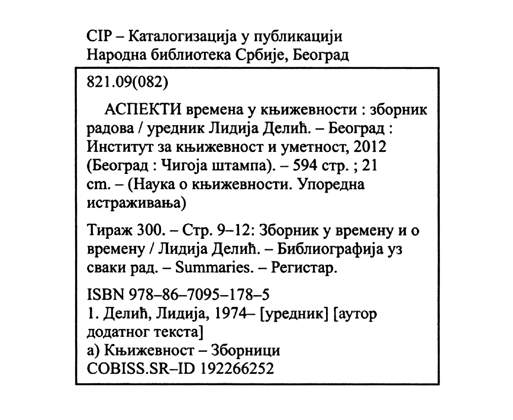 CIP – Каталогизација у публикацији
Народна библиотека Србије, Београд
821.09(082)
АСПЕКТИ времена у књижевности : зборник
радова / уредник Лидија Делић. – Београд :
Институт за књижевност и уметност, 2012
(Београд : Чигоја штампа). – 594 стр. ; 21
cm. – (Наука о књижевности. Упоредна
истраживања)
Тираж 300. – Стр. 9–12: Зборник у времену и о
времену / Лидија Делић. – Библиографија уз
сваки рад. – Summaries. – Регистар.
ISBN 978–86–7095–178–5
1. Делић, Лидија, 1974– [уредник] [аутор
додатног текста]
a) Књижевност – Зборници
COBISS.SR–ID 192266252